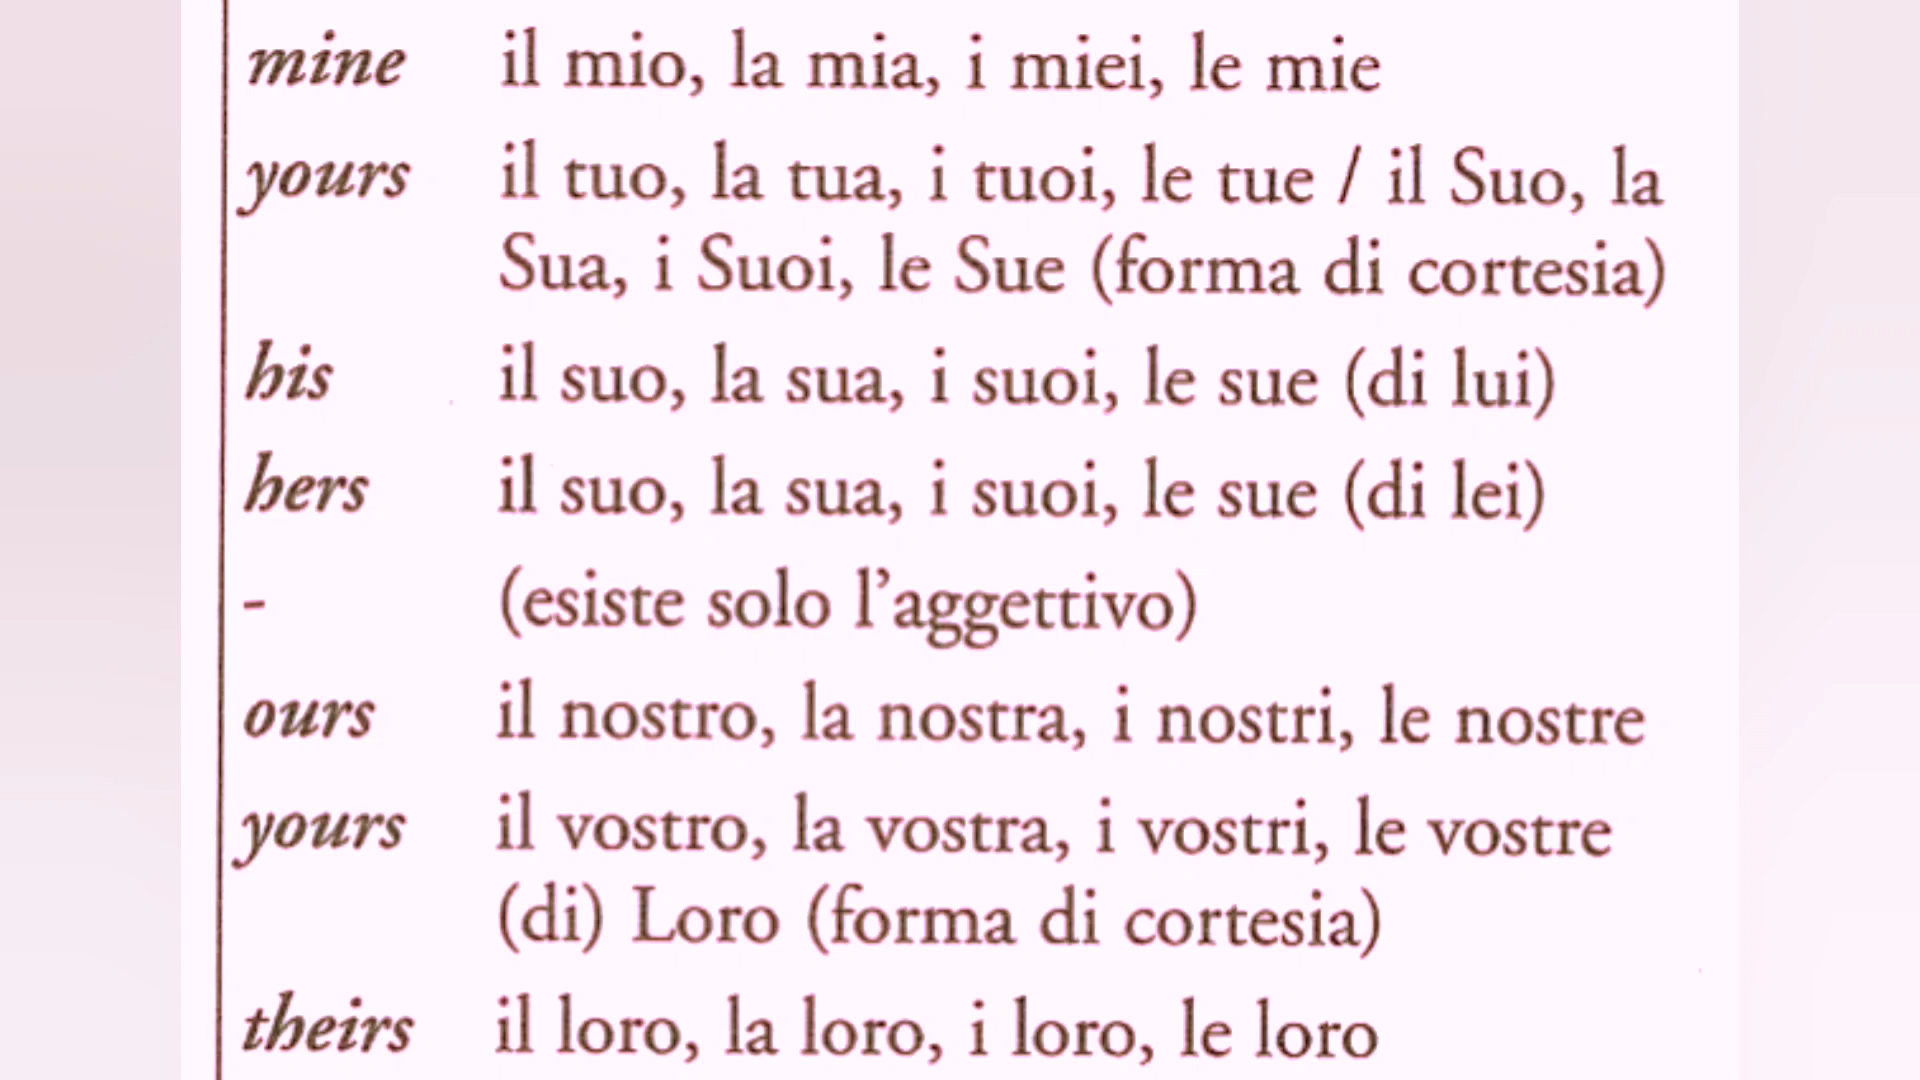 mine il mio, la mia, i miei, le mie
yours il tuo, la tua, i tuoi, le tue / il Suo, la
Sua, i Suoi, le Sue (forma di cortesia)
his il suo, la sua, i suoi, le sue (di lui)
hers il suo, la sua, i suoi, le sue (di lei)
- (esiste solo l’aggettivo)
ours il nostro, la nostra, i nostri, le nostre
yours il vostro, la vostra, i vostri, le vostre
(di) Loro (forma di cortesia)
theirs il loro, la loro, i loro, le loro